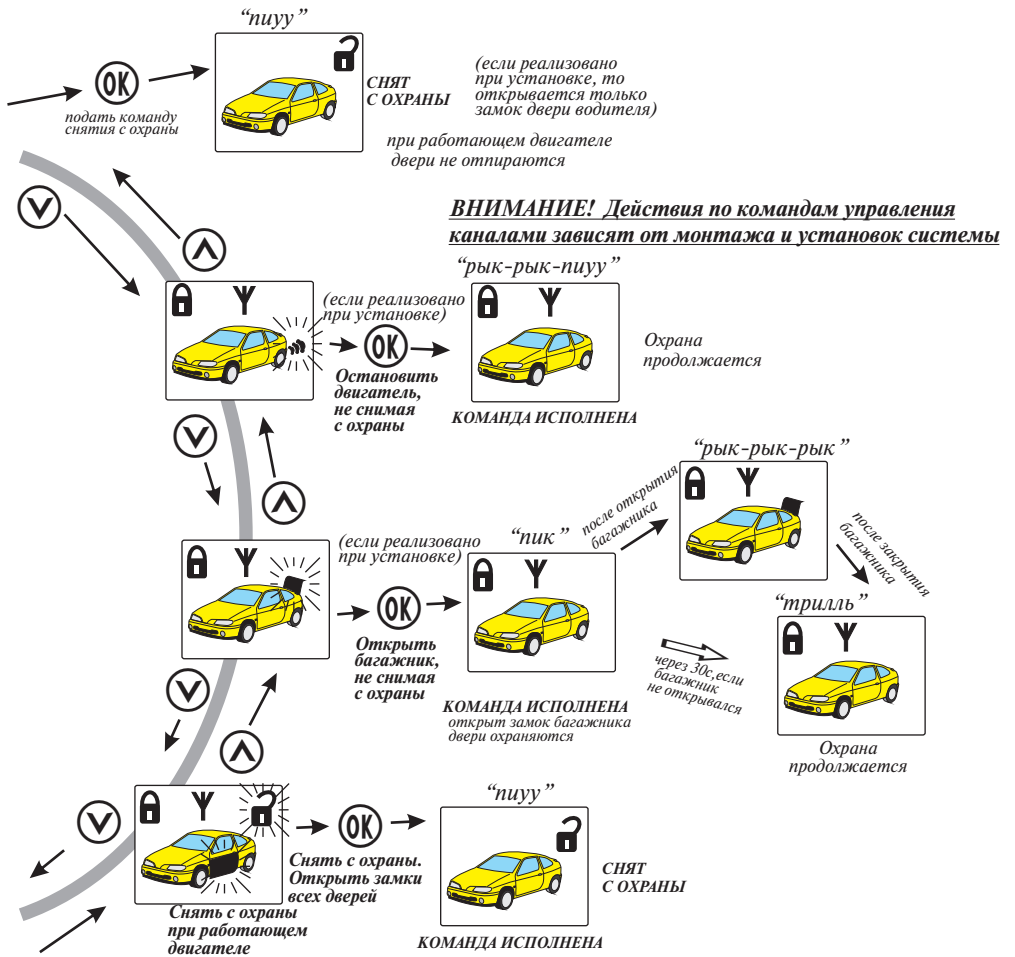 “пиуу”
ОК
подать команду
снятия с охраны
СНЯТ
С ОХРАНЫ
(если реализовано
при установке, то
открывается только
замок двери водителя)
при работающем двигателе
двери не отпираются
ВНИМАНИЕ! Действия по командам управления
каналами зависят от монтажа и установок системы
“рык-рык-пиуу”
(если реализовано
при установке)
ОК
Остановить
двигатель,
не снимая
с охраны
Охрана
продолжается
КОМАНДА ИСПОЛНЕНА
“рык-рык-рык”
(если реализовано
при установке)
ОК
Открыть
багажник,
не снимая
с охраны
“пик”
после открытия
багажника
после закрытия
багажника
“трилль”
КОМАНДА ИСПОЛНЕНА
открыт замок багажника
двери охраняются
через 30с,если
багажник
не открывался
Охрана
продолжается
“пиуу”
ОК
Снять с охраны.
Открыть замки
всех дверей
Снять с охраны
при работающем
двигателе
СНЯТ
С ОХРАНЫ
КОМАНДА ИСПОЛНЕНА